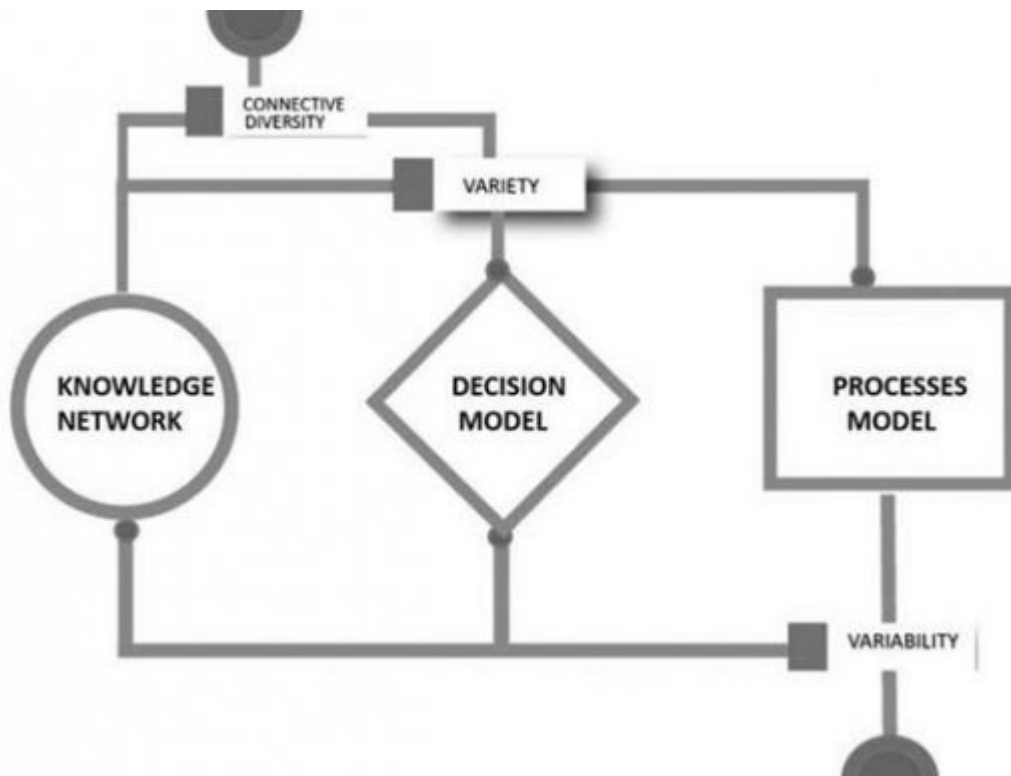 CONNECTIVE
DIVERSITY
VARIETY
KNOWLEDGE
NETWORK
DECISION
MODEL
PROCESSES
MODEL
VARIABILITY